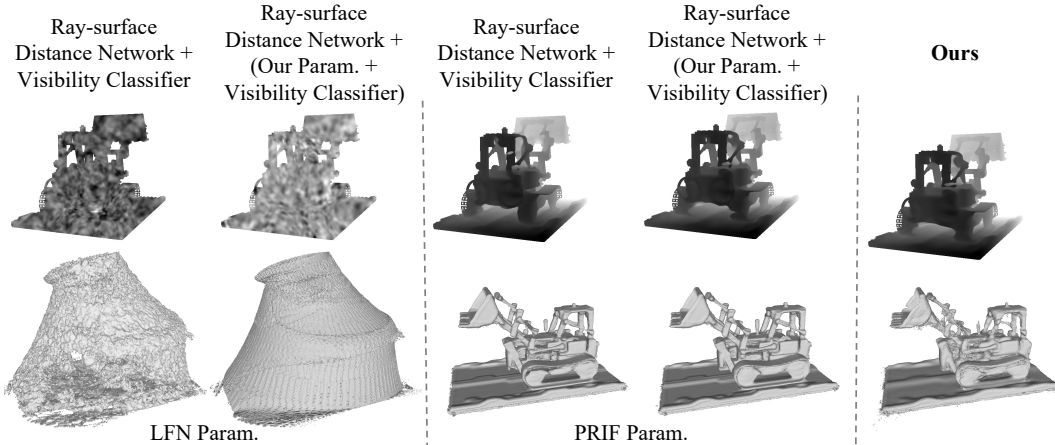 Ray-surface
Distance Network +
Visibility Classifier
Ray-surface
Distance Network +
(Our Param. +
Visibility Classifier)
Ray-surface
Distance Network +
Visibility Classifier
Ray-surface
Distance Network +
(Our Param. +
Visibility Classifier)
Ours
LFN Param.
PRIF Param.